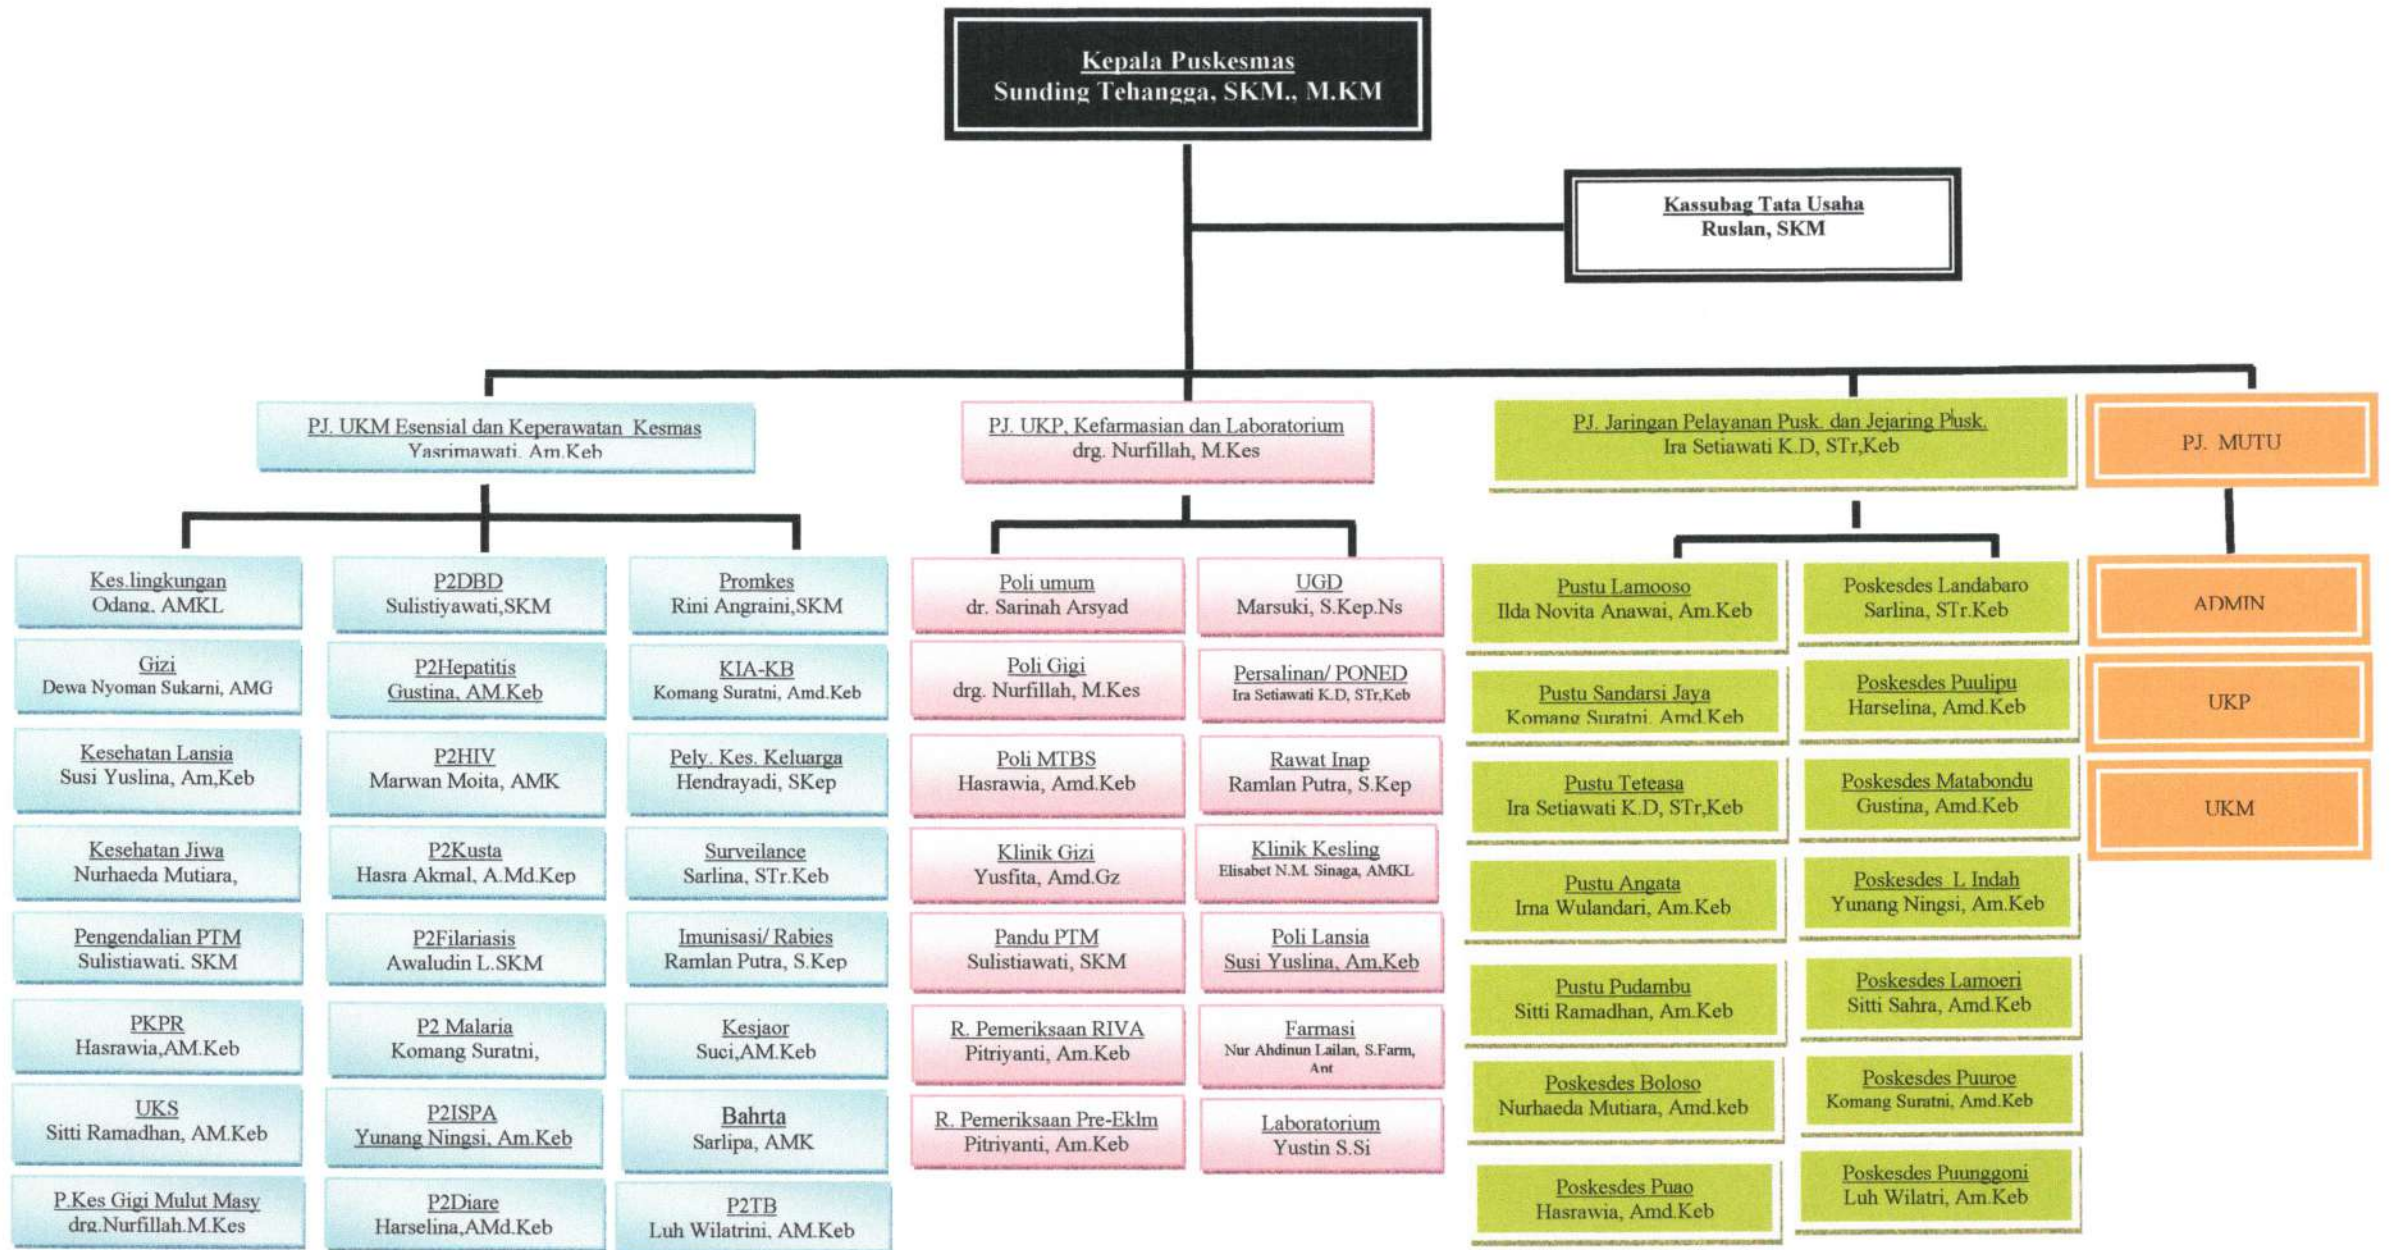 Kepala Puskesmas
Sunding Tehangga, SKM., M.KM
Kassubag Tata Usaha
Ruslan, SKM
PJ. UKM Esensial dan Keperawatan Kesmas
Yasrimawati. Am.Keb
PJ. UKP, Kefarmasian dan Laboratorium
drg. Nurfillah, M.Kes
PJ. Jaringan Pelayanan Pusk. dan Jejaring Pusk.
Ira Setiawati K.D, STr,Keb
PJ. MUTU
Kes.lingkungan
Odang, AMKL
Gizi
Dewa Nyoman Sukarni, AMG
Kesehatan Lansia
Susi Yuslina, Am,Keb
Kesehatan Jiwa
Nurhaeda Mutiara,
Pengendalian PTM
Sulistiawati. SKM
PKPR
Hasrawia,AM.Keb
UKS
Sitti Ramadhan, AM.Keb
P.Kes Gigi Mulut Masy
drg.Nurfillah.M.Kes
P2DBD
Sulistiyawati,SKM
P2Hepatitis
Gustina, AM.Keb
P2HIV
Marwan Moita, AMK
P2Kusta
Hasra Akmal, A.Md.Kep
P2Filariasis
Awaludin L.SKM
P2 Malaria
Komang Suratni,
P2ISPA
Yunang Ningsi, Am.Keb
P2Diare
Harselina,AMd.Keb
Promkes
Rini Angraini,SKM
KIA-KB
Komang Suratni, Amd.Keb
Pely. Kes. Keluarga
Hendrayadi, SKep
Surveilance
Sarlina, STr.Keb
Imunisasi/ Rabies
Ramlan Putra, S.Kep
Kesjaor
Suci,AM.Keb
Bahrta
Sarlipa, AMK
P2TB
Luh Wilatrini, AM.Keb
Poli umum
dr. Sarinah Arsyad
Poli Gigi
drg. Nurfillah, M.Kes
Poli MTBS
Hasrawia, Amd.Keb
Klinik Gizi
Yusfita, Amd.Gz
Pandu PTM
Sulistiawati, SKM
R. Pemeriksaan RIVA
Pitriyanti, Am.Keb
R. Pemeriksaan Pre-Eklm
Pitriyanti, Am.Keb
UGD
Marsuki, S.Kep.Ns
Persalinan/ PONED
Ira Setiawati K.D, STr,Keb
Rawat Inap
Ramlan Putra, S.Kep
Klinik Kesling
Elisabet N.M. Sinaga, AMKL
Poli Lansia
Susi Yuslina, Am,Keb
Farmasi
Nur Ahdinun Lailan, S.Farm,
Ant
Laboratorium
Yustin S.Si
Pustu Lamooso
Ilda Novita Anawai, Am.Keb
Pustu Sandarsi Jaya
Komang Suratni. Amd.Keb
Pustu Teteasa
Ira Setiawati K.D, STr,Keb
Pustu Angata
Irna Wulandari, Am.Keb
Pustu Pudambu
Sitti Ramadhan, Am.Keb
Poskesdes Boloso
Nurhaeda Mutiara, Amd.keb
Poskesdes Puao
Hasrawia, Amd.Keb
Poskesdes Landabaro
Sarlina, STr.Keb
Poskesdes Puulipu
Harselina, Amd.Keb
Poskesdes Matabondu
Gustina, Amd.Keb
Poskesdes L Indah
Yunang Ningsi, Am.Keb
Poskesdes Lamoeri
Sitti Sahra, Amd.Keb
Poskesdes Puuroe
Komang Suratni, Amd.Keb
Poskesdes Puunggoni
Luh Wilatri, Am.Keb
ADMIN
UKP
UKM